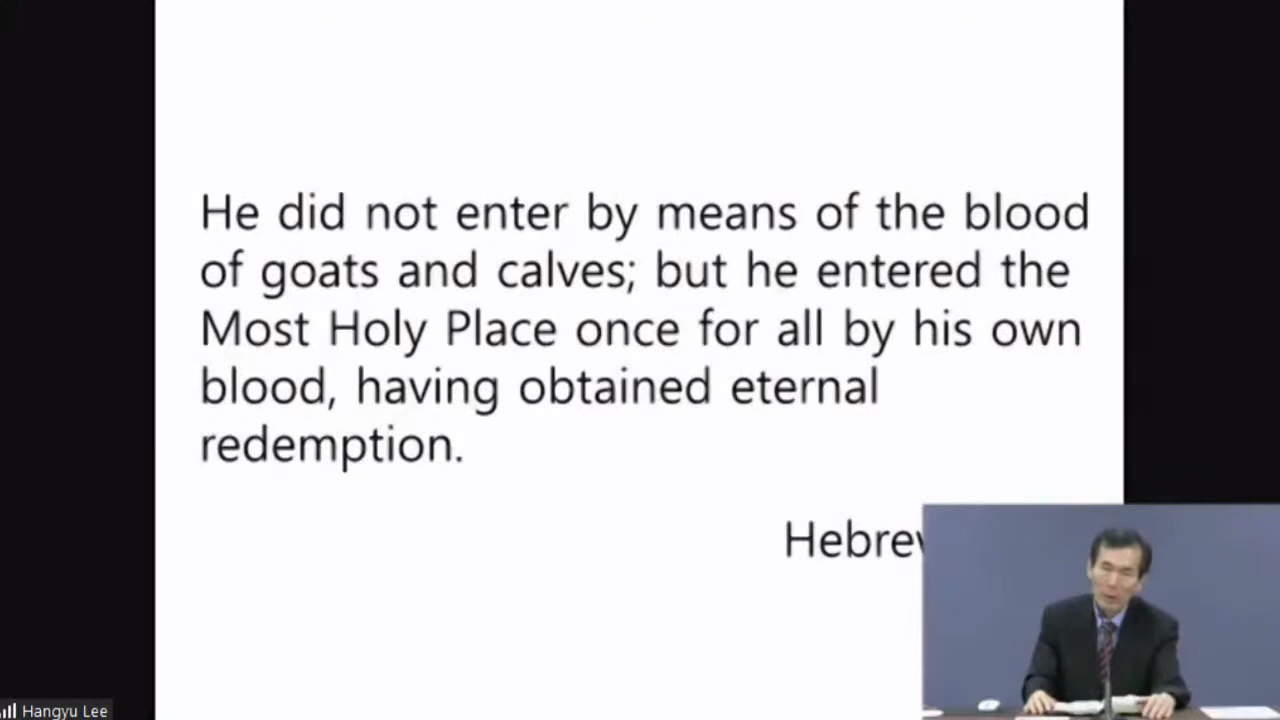 He did not enter by means of the blood
of goats and calves; but he entered the
Most Holy Place once for all by his own
blood, having obtained eternal
redemption.
Hangyu Lee